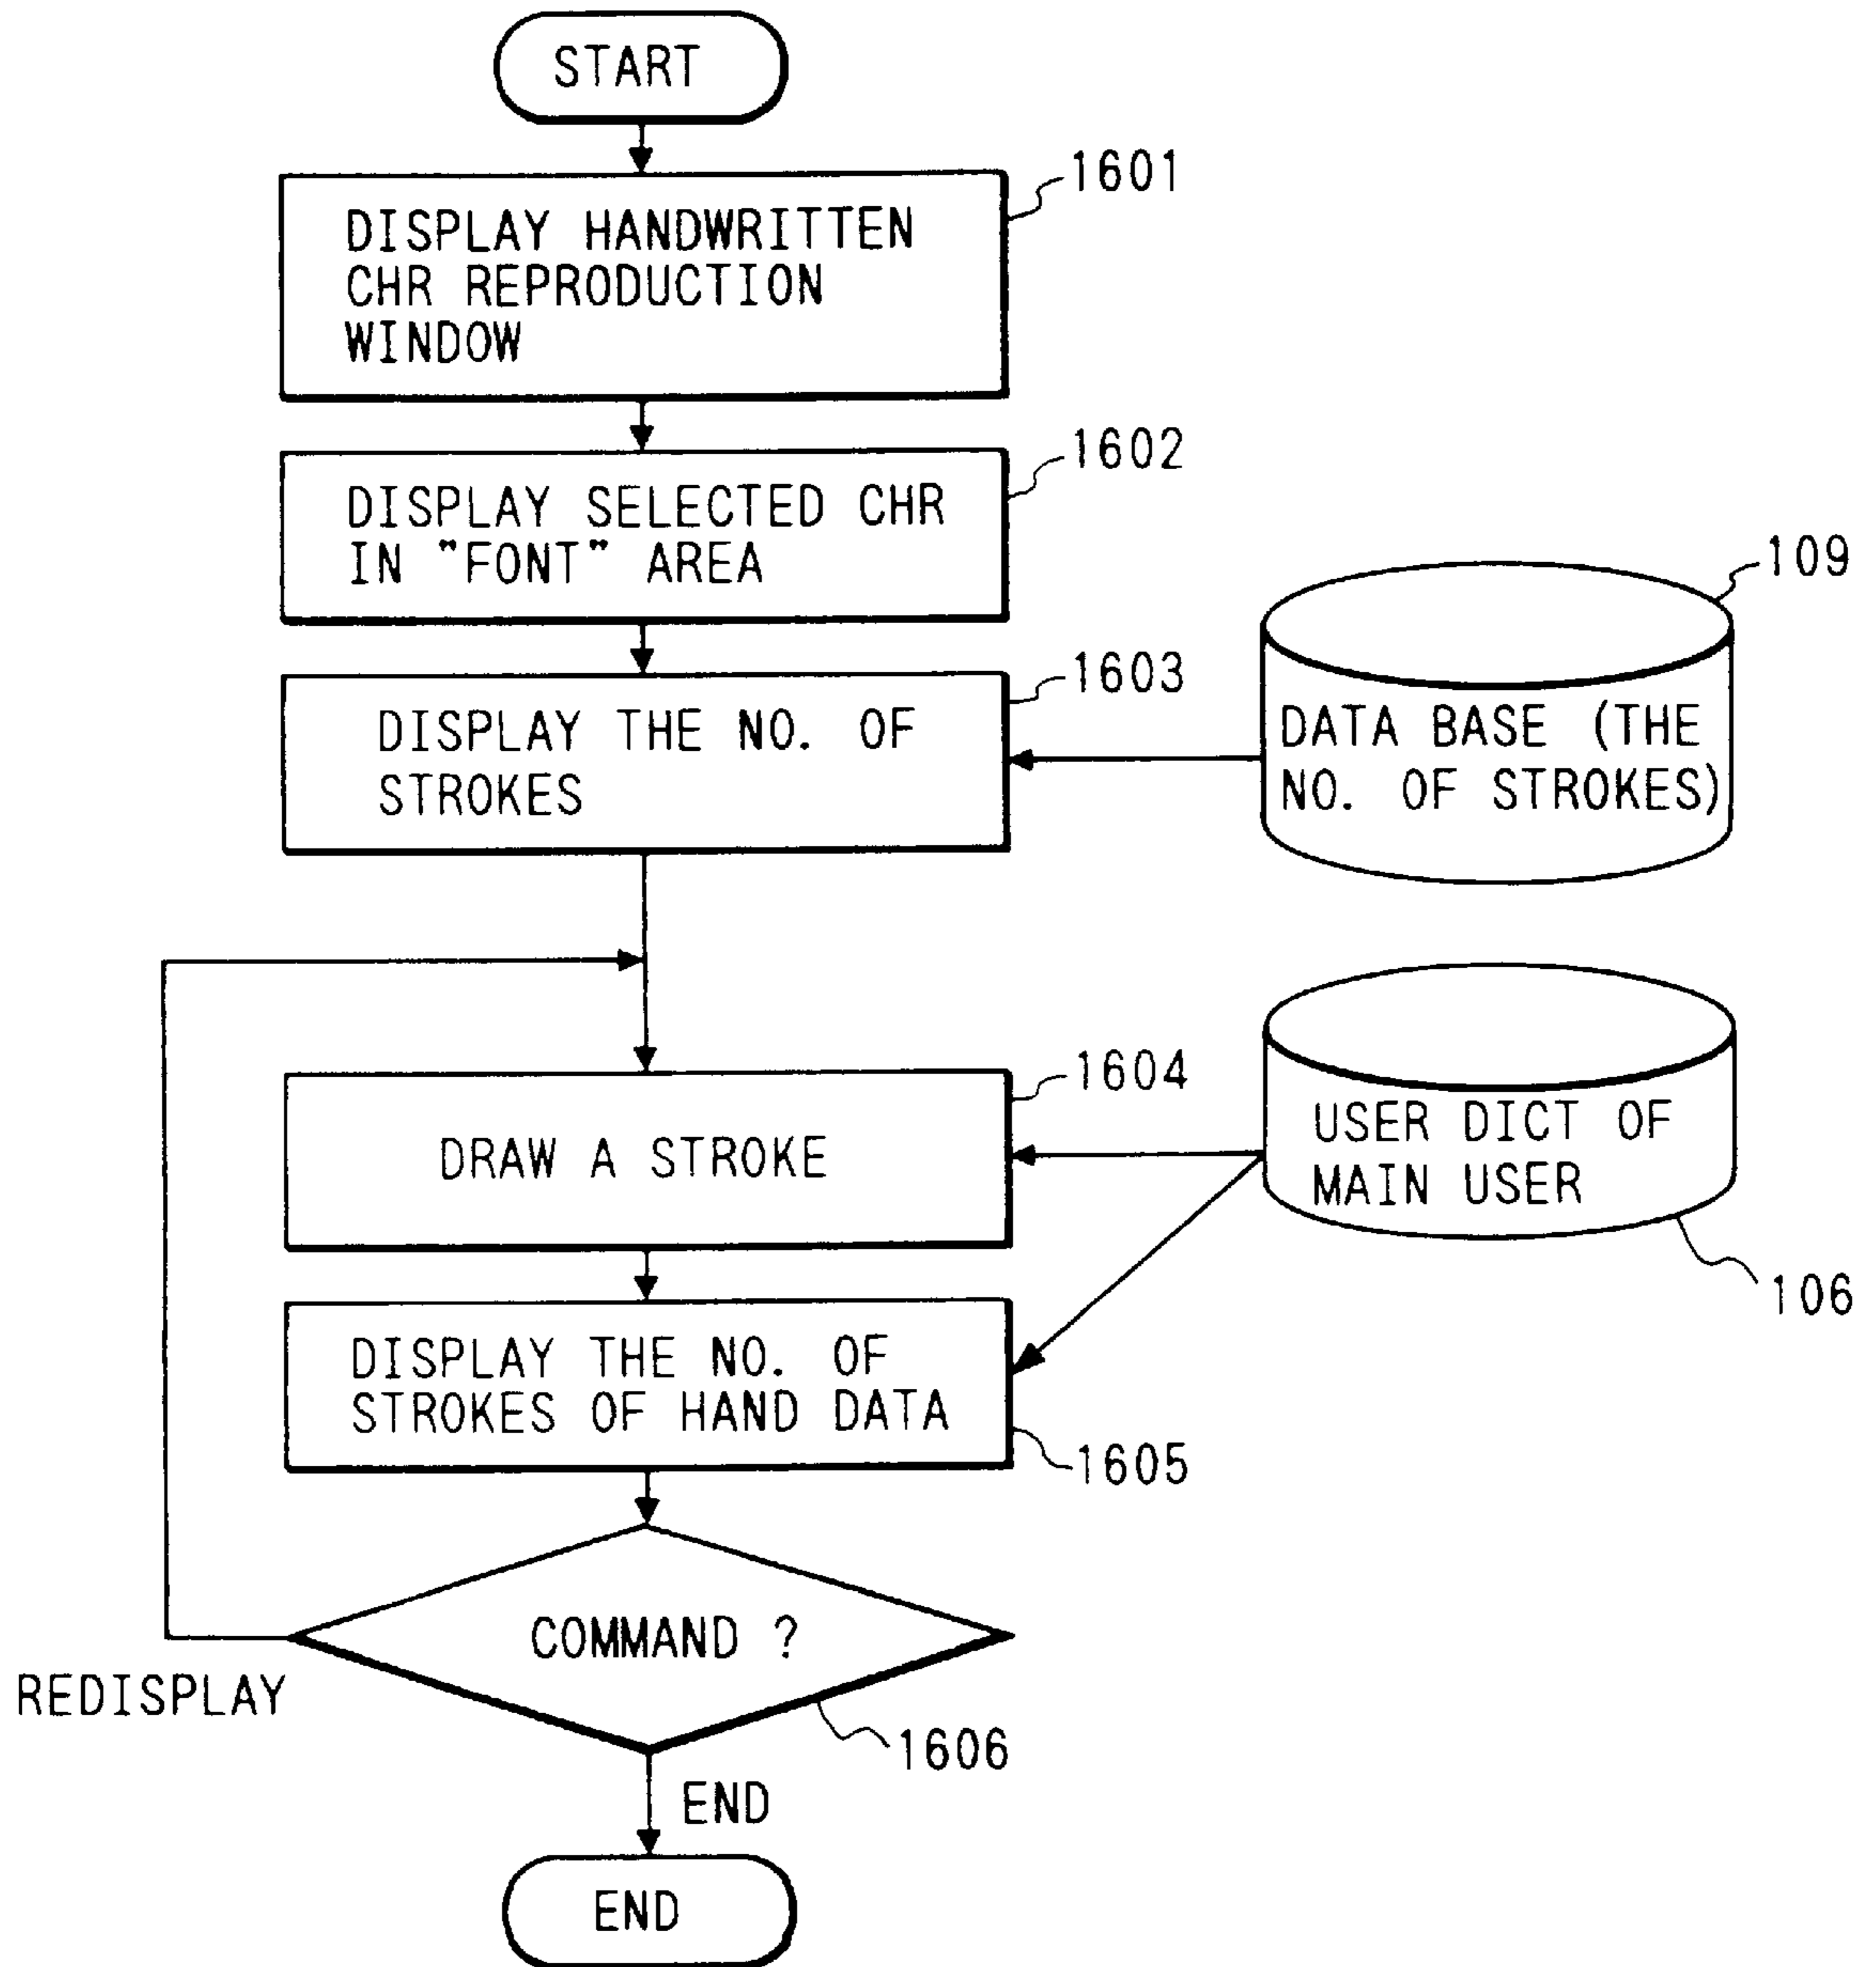 START
1601
DISPLAY HANDWRITTEN
CHR REPRODUCTION
WINDOW
1602
DISPLAY SELECTED CHR
IN "FONT" AREA
109
1603
DISPLAY THE NO. OF
STROKES
DATA BASE (THE
NO. OF STROKES)
1604
DRAW A STROKE
USER DICT OF
MAIN USER
106
DISPLAY THE NO. OF
STROKES OF HAND DATA
1605
COMMAND ?
REDISPLAY
1606
END
END